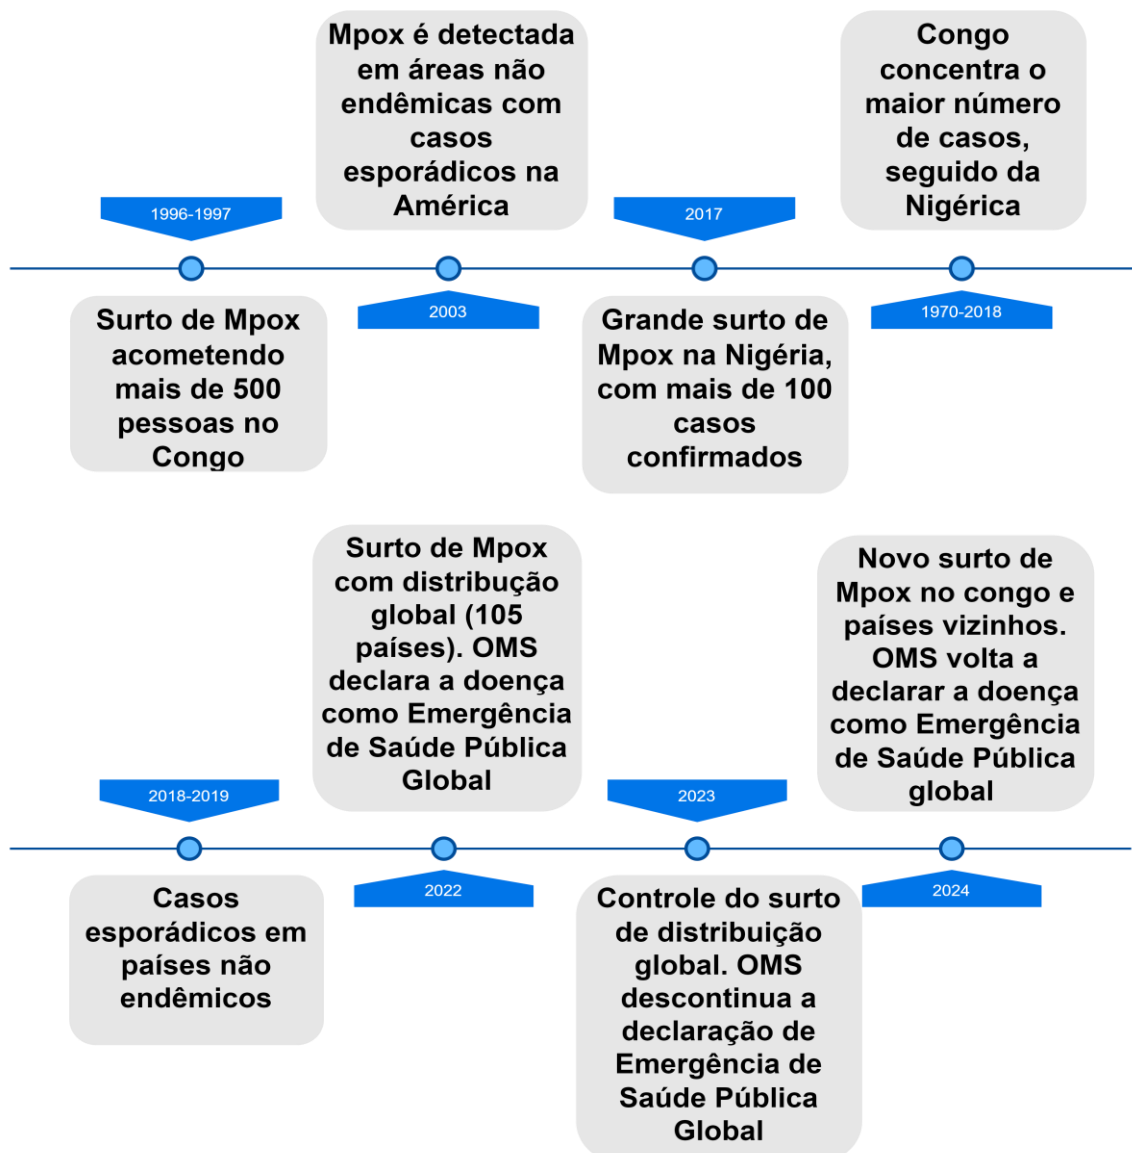 1996-1997
Surto de Mpox
acometendo
mais de 500
pessoas no
Congo
Mpox é detectada
em áreas não
endêmicas com
casos
esporádicos na
América
2003
2017
Grande surto de
Mpox na Nigéria,
com mais de 100
casos
confirmados
Congo
concentra o
maior número
de casos,
seguido da
Nigérica
1970-2018
2018-2019
Casos
esporádicos em
países não
endêmicos
Surto de Mpox
com distribução
global (105
países). OMS
declara a doença
como Emergência
de Saúde Pública
Global
2022
2023
Controle do surto
de distribuição
global. OMS
descontinua a
declaração de
Emergência de
Saúde Pública
Global
Novo surto de
Mpox no congo e
países vizinhos.
OMS volta a
declarar a doença
como Emergência
de Saúde Pública
global
2024